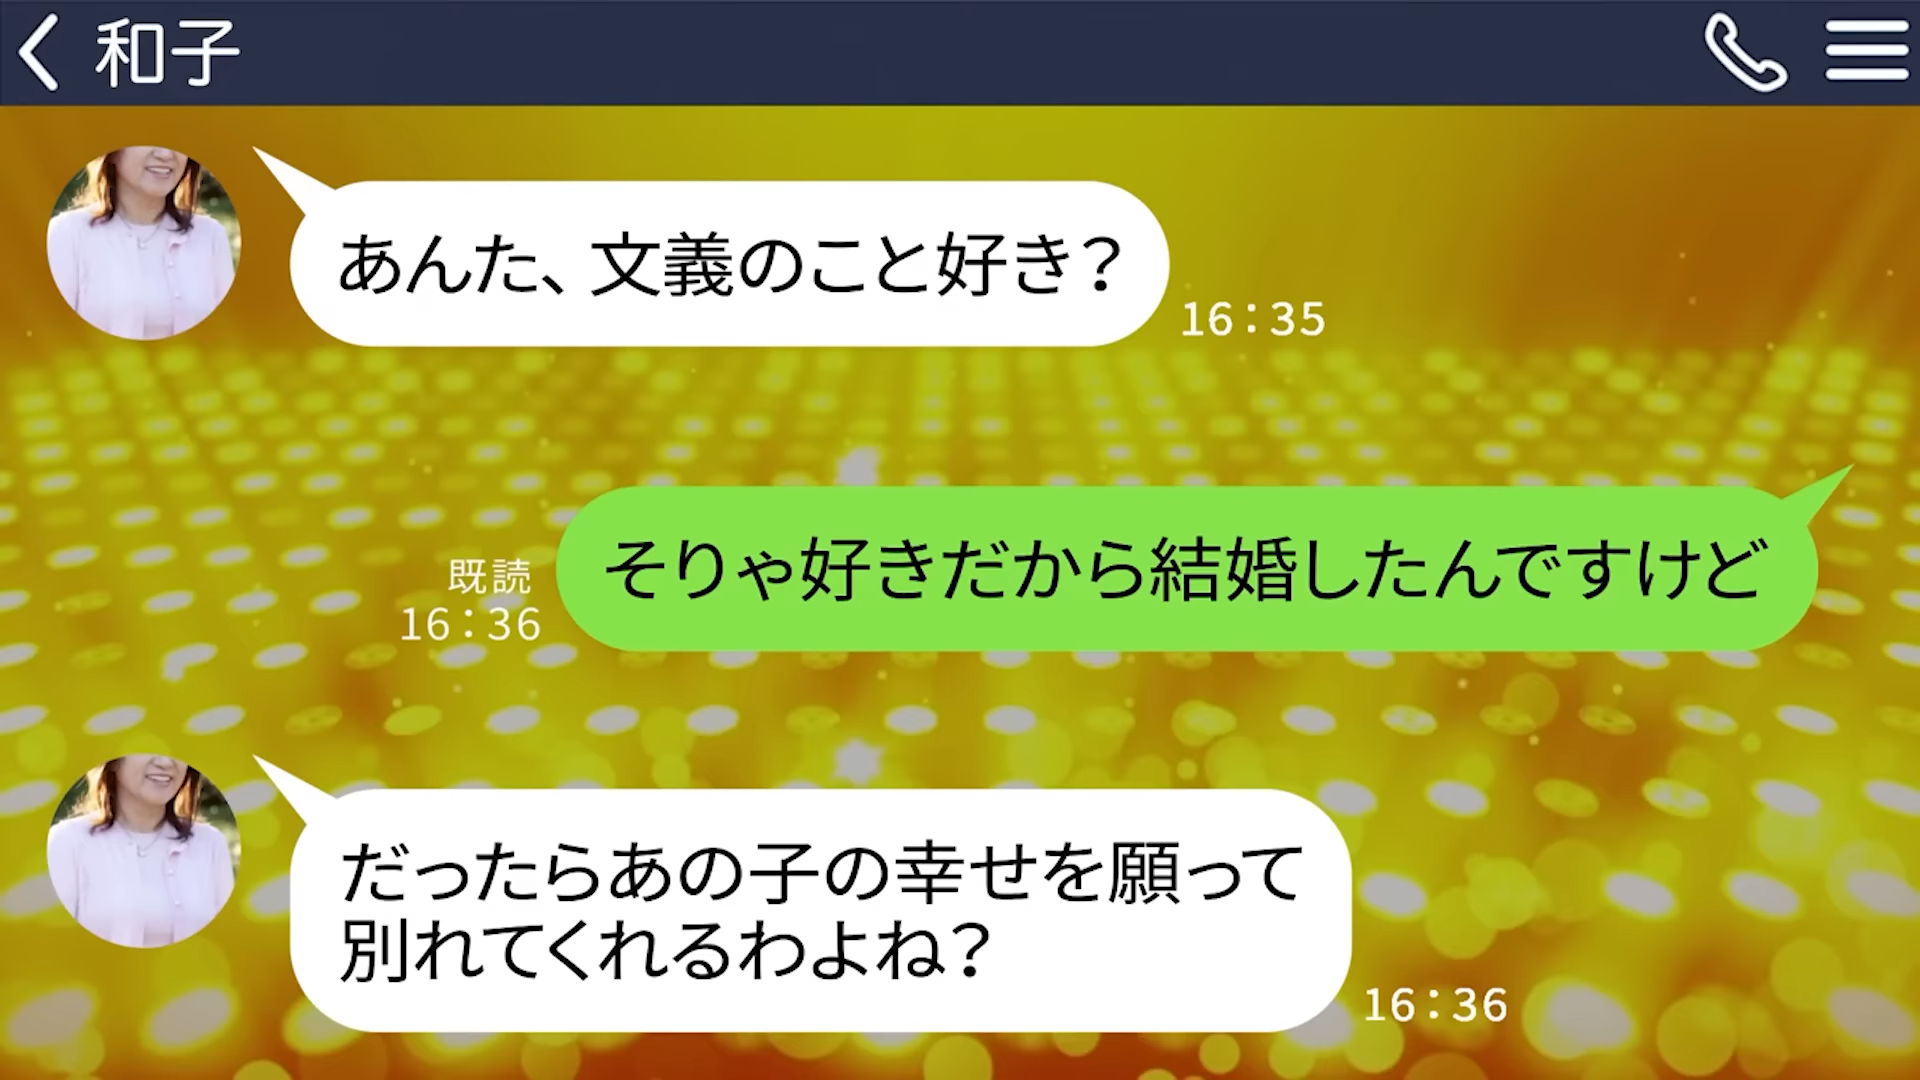 和子
あんた、文義のこと好き？
16：35
そりゃ好きだから結婚したんですけど
既読
16：36
だったらあの子の幸せを願って
別れてくれるわよね？
16：36